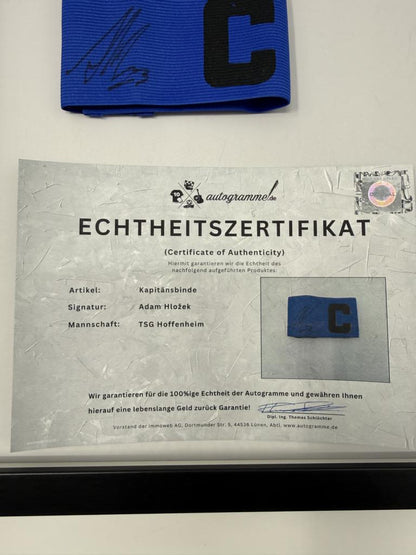 C
autogramme.de
ECHTHEITSZERTIFIKAT
(Certificate of Authenticity)
Hiermit garantieren wir die Echtheit des
nachfolgend aufgeführten Produktes:
Artikel: Kapitänsbinde
Signatur: Adam Hložek
Mannschaft: TSG Hoffenheim
C
Wir garantieren für die 100%ige Echtheit der Autogramme und gewähren Ihnen
hierauf eine lebenslange Geld zurück Garantie!
Dipl. Ing. Thomas Schlüchter
Vorstand der Immoweb AG, Dortmunder Str. 5, 44536 Lünen, Abtl. www.autogramme.de